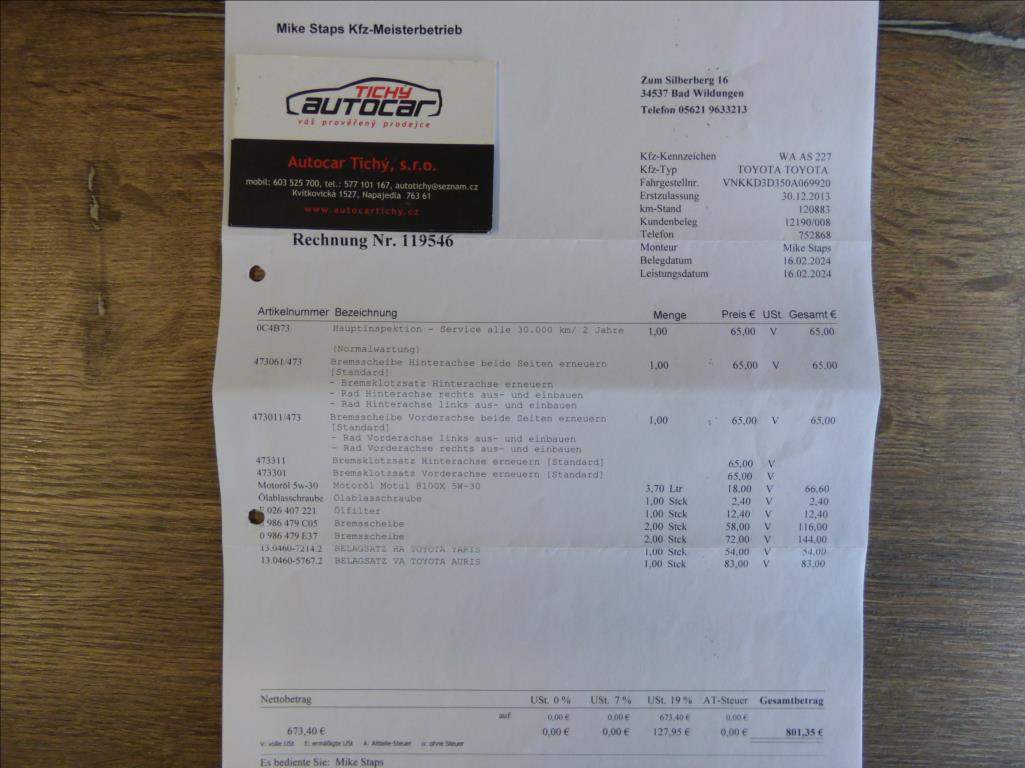 Mike Staps Kfz-Meisterbetrieb
TICHY
AUTOCAR
váš prověřený prodejce
Autocar Tichý, s.r.o.
mobil: 603 525 700, tel.: 577 101 167, autotichy@seznam.cz
Kvítkovická 1527, Napajedla 763 61
www.autocartichy.cz
Zum Silberberg 16
34537 Bad Wildungen
Telefon 05621 9633213
Kfz-Kennzeichen WA AS 227
Kfz-Typ TOYOTA TOYOTA
Fahrgestellnr. VNKKD3D350A069920
Erstzulassung 30.12.2013
km-Stand 120883
Kundenbeleg 12190/008
Telefon 752868
Monteur Mike Staps
Belegdatum 16.02.2024
Leistungsdatum 16.02.2024
Rechnung Nr. 119546
Artikelnummer Bezeichnung Menge Preis € USt. Gesamt €
0C4B73 Hauptinspektion - Service alle 30.000 km/ 2 Jahre 1,00 65,00 V 65,00
(Normalwartung)
473061/473 Bremsscheibe Hinterachse beide Seiten erneuern 1,00 65,00 V 65,00
[Standard]
- Bremsklotzsatz Hinterachse erneuern
- Rad Hinterachse rechts aus- und einbauen
- Rad Hinterachse links aus- und einbauen
473011/473 Bremsscheibe Vorderachse beide Seiten erneuern 1,00 65,00 V 65,00
[Standard]
- Rad Vorderachse links aus- und einbauen
- Rad Vorderachse rechts aus- und einbauen
473311 Bremsklotzsatz Hinterachse erneuern [Standard] 65,00 V
473301 Bremsklotzsatz Vorderachse erneuern [Standard] 65,00 V
Motoröl 5w-30 Motoröl Motul 8100X 5W-30 3,70 Ltr 18,00 V 66,60
Ölablasschraube Ölablasschraube 1,00 Stck 2,40 V 2,40
026 407 221 Ölfilter 1,00 Stck 12,40 V 12,40
986 479 C05 Bremsscheibe 2,00 Stck 58,00 V 116,00
0 986 479 E37 Bremsscheibe 2,00 Stck 72,00 V 144,00
13.0460-7214.2 BELAGSATZ HA TOYOTA YARIS 1,00 Stck 54,00 V 54,00
13.0460-5767.2 BELAGSATZ VA TOYOTA AURIS 1,00 Stck 83,00 V 83,00
Nettobetrag USt. 0 % USt. 7 % USt. 19 % AT-Steuer Gesamtbetrag
auf 0,00 € 0,00 € 673,40 € 0,00 €
673,40 € 0,00 € 0,00 € 127,95 € 0,00 € 801,35 €
V: volle USt E: ermäßigte USt A: Altteile-Steuer o: ohne Steuer
Es bediente Sie: Mike Staps